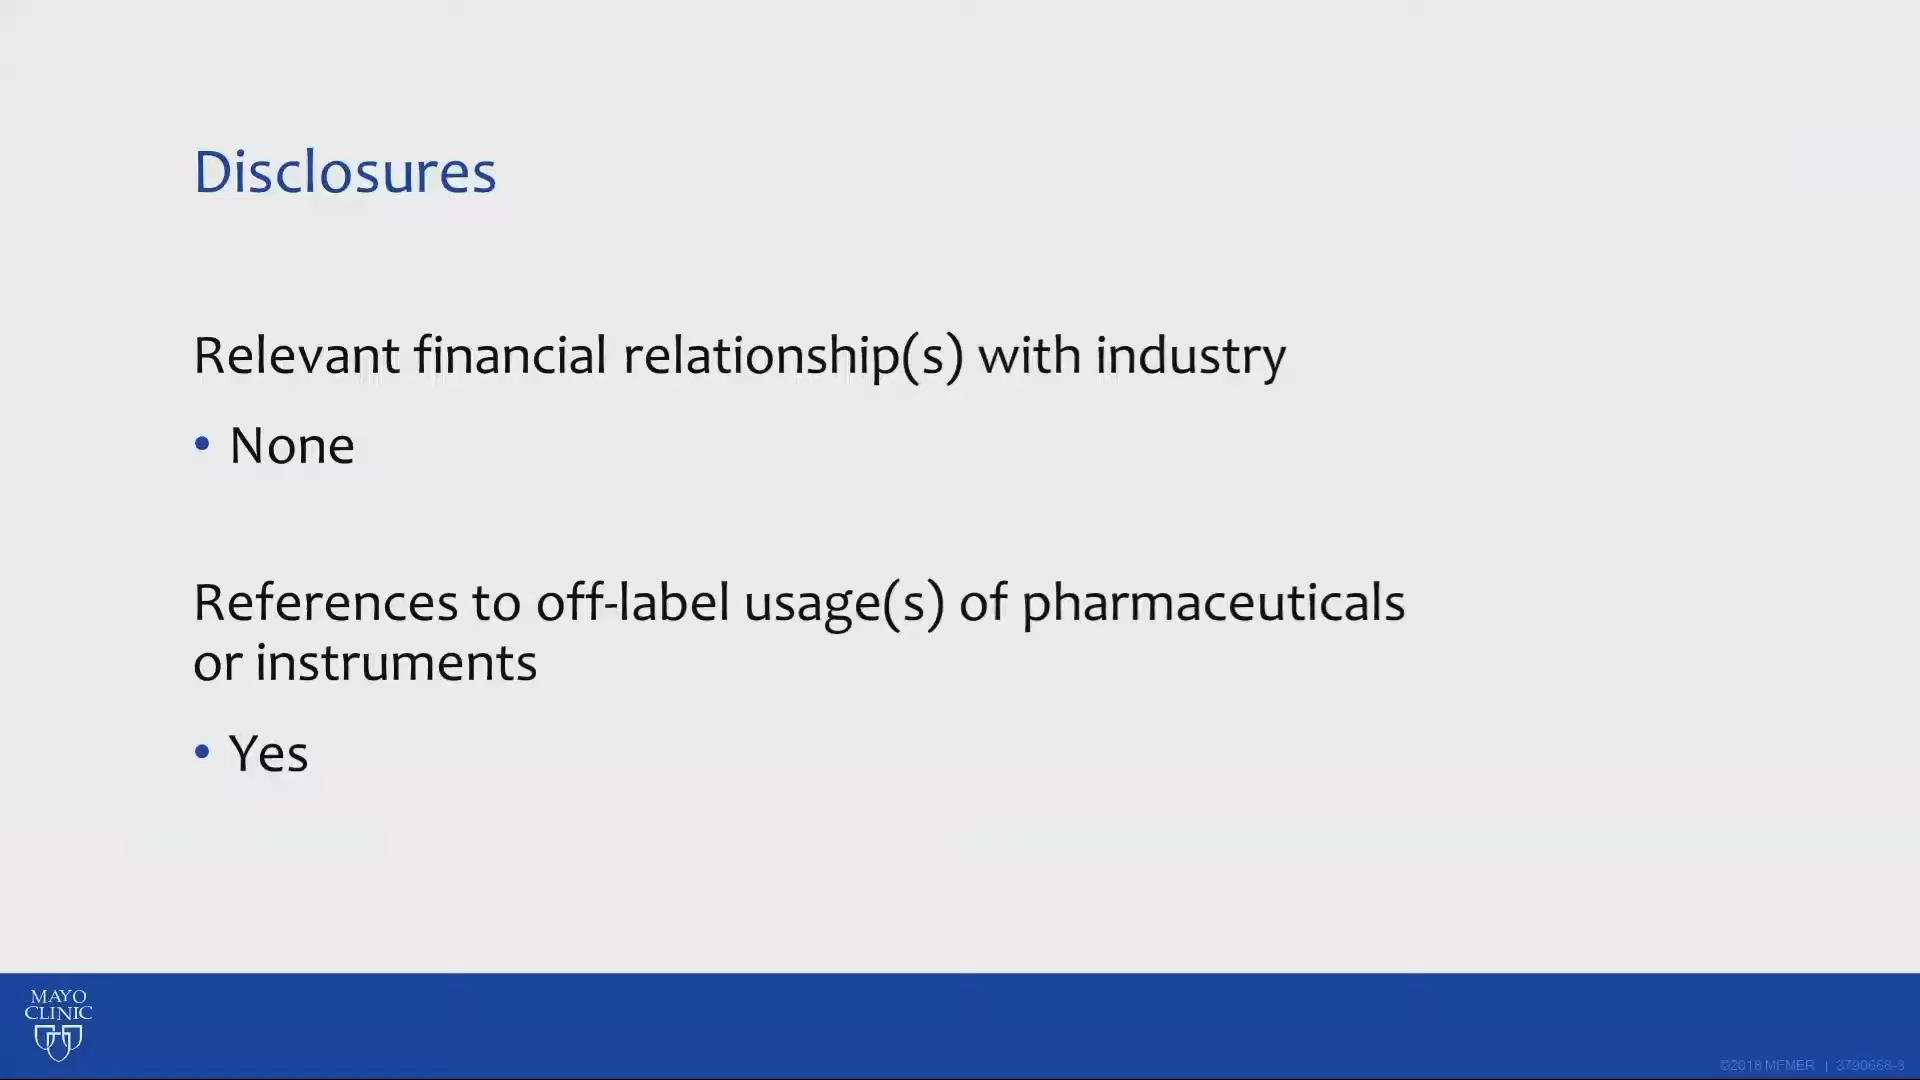 Disclosures
Relevant financial relationship(s) with industry
• None
References to off-label usage(s) of pharmaceuticals
or instruments
• Yes
MAYO
CLINIC
©2018 MFMER | 3790658-3